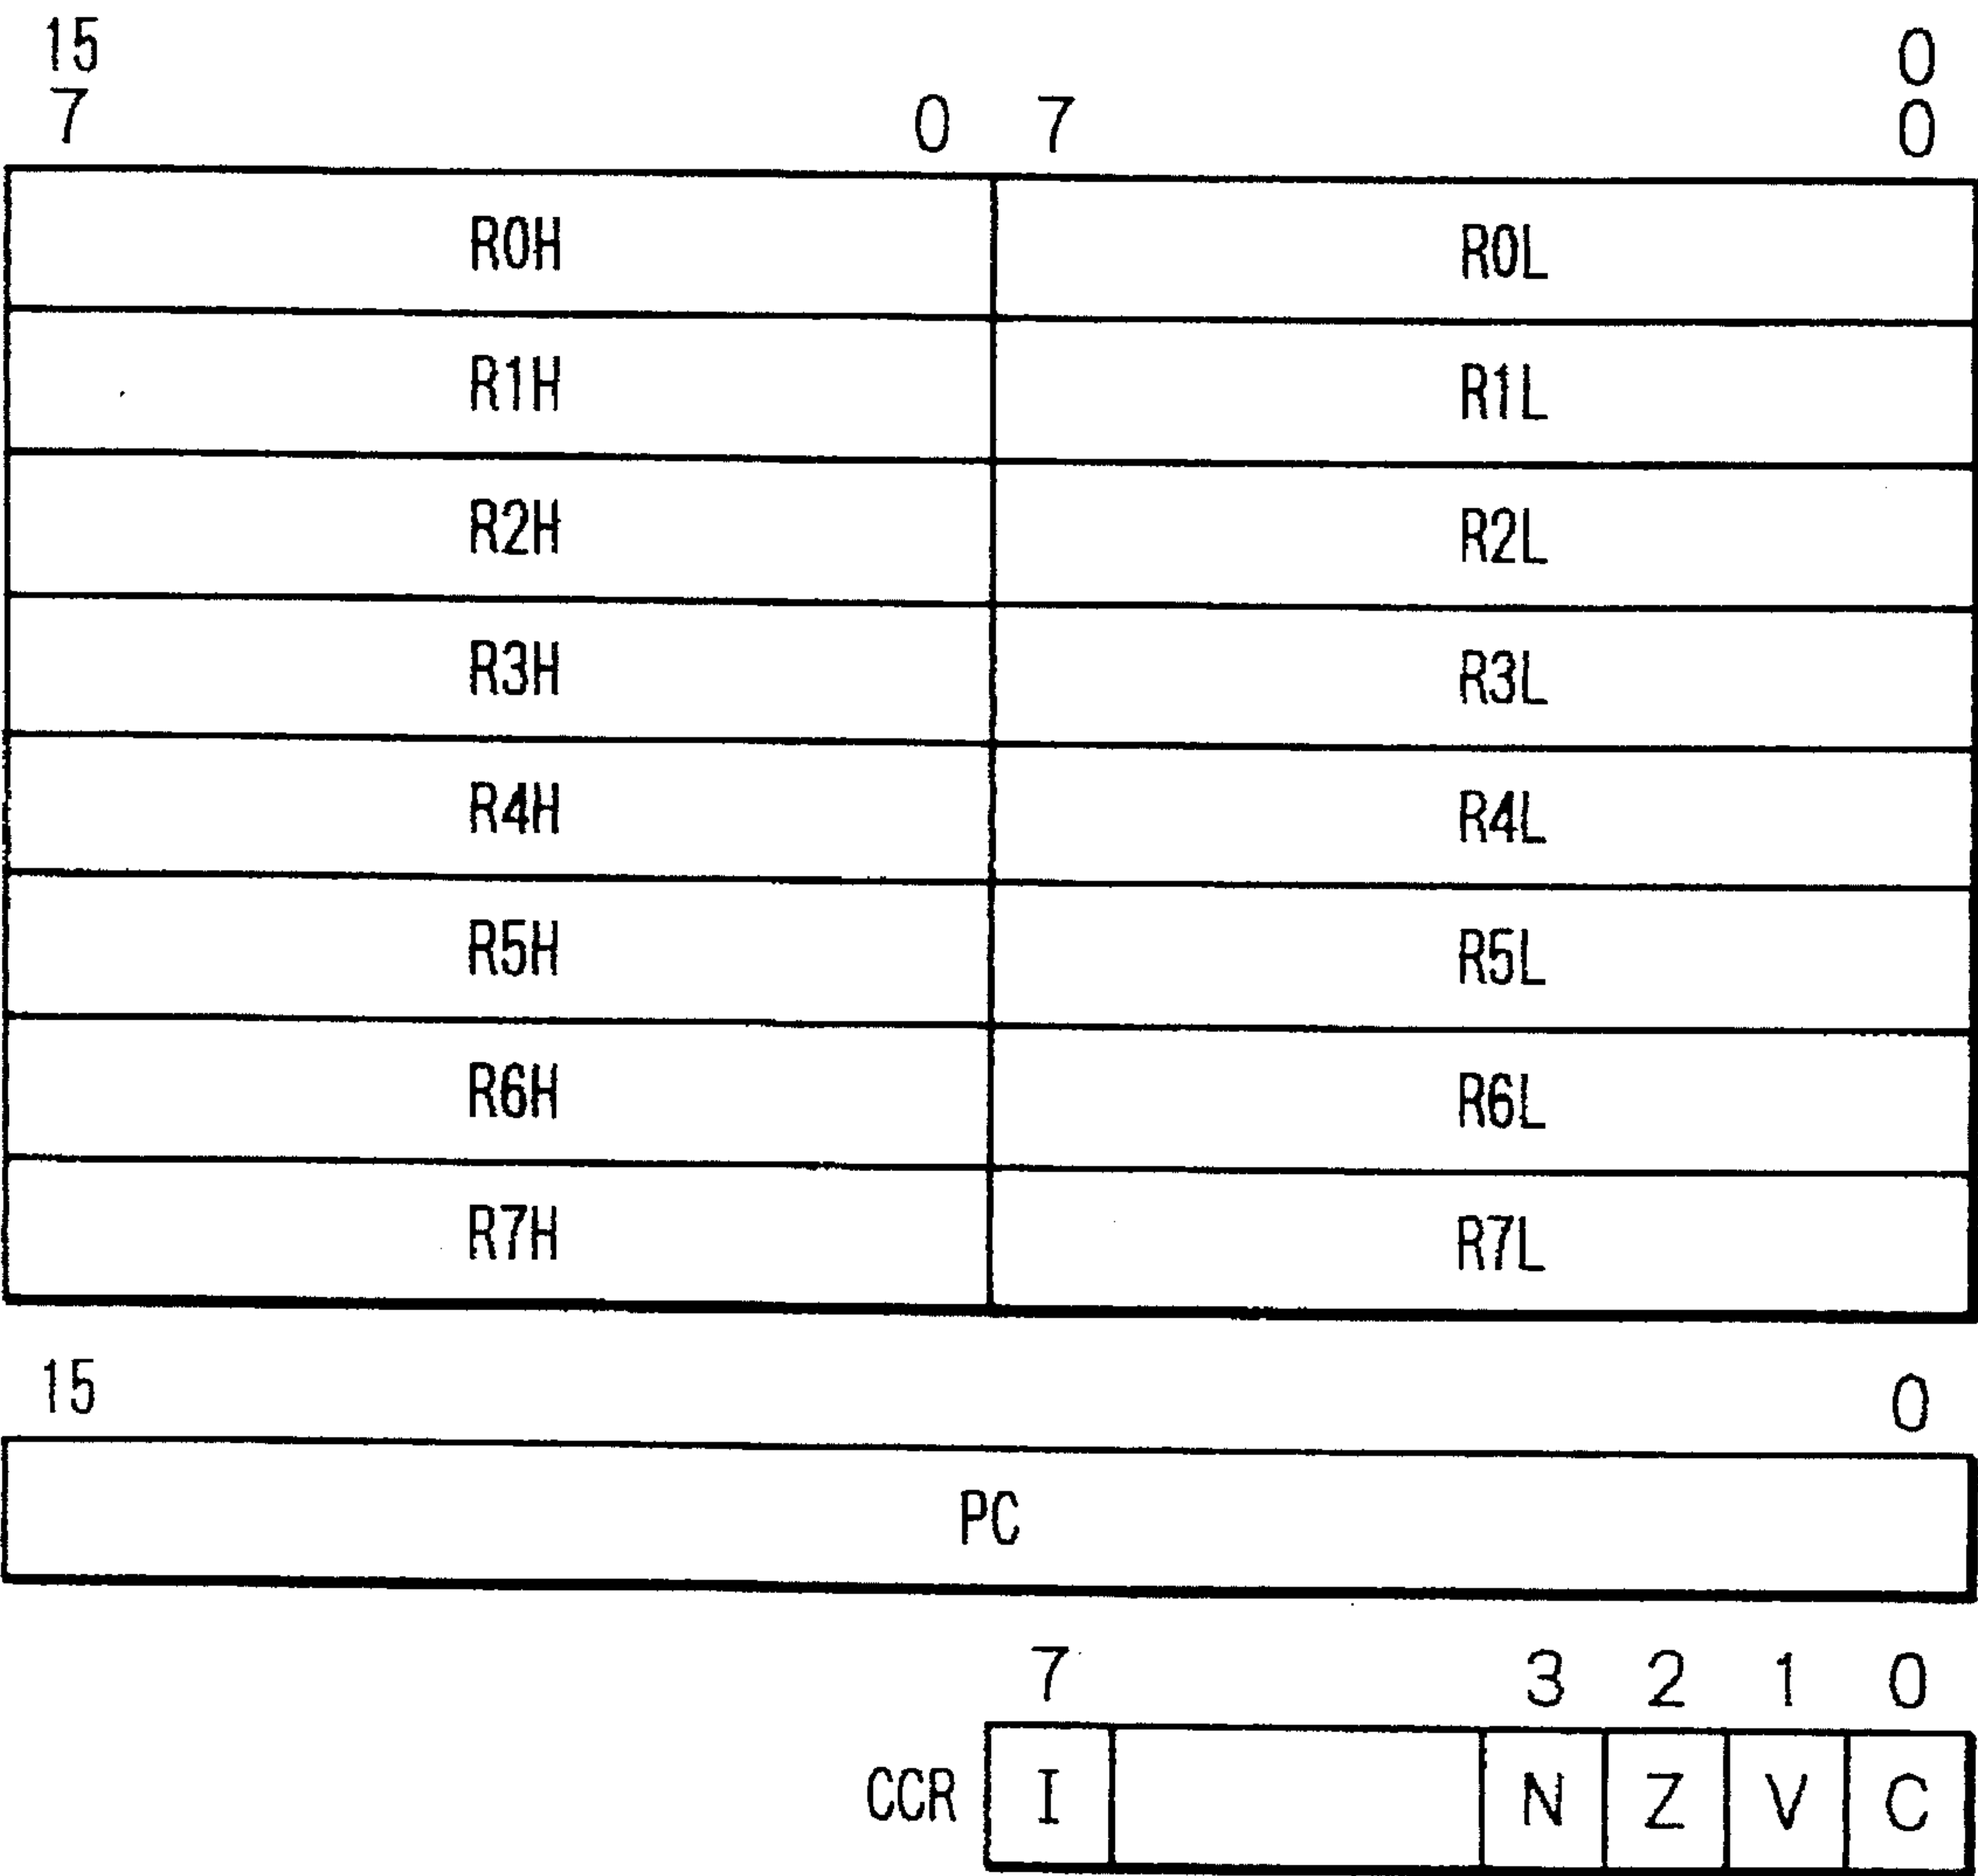 15 0
7 0 7 0
R0H R0L
R1H R1L
R2H R2L
R3H R3L
R4H R4L
R5H R5L
R6H R6L
R7H R7L
15 0
PC
7 3 2 1 0
CCR I N Z V C